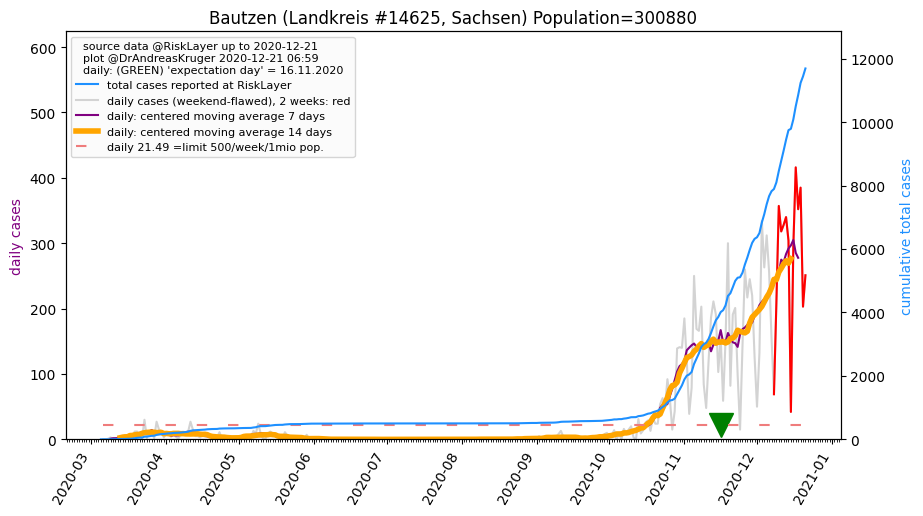 Bautzen (Landkreis #14625, Sachsen) Population=300880
source data @RiskLayer up to 2020-12-21
plot @DrAndreasKruger 2020-12-21 06:59
daily: (GREEN) 'expectation day' = 16.11.2020
total cases reported at RiskLayer
daily cases (weekend-flawed), 2 weeks: red
daily: centered moving average 7 days
daily: centered moving average 14 days
daily 21.49 =limit 500/week/1mio pop.
daily cases
600
500
400
300
200
100
0
cumulative total cases
12000
10000
8000
6000
4000
2000
0
2020-03
2020-04
2020-05
2020-06
2020-07
2020-08
2020-09
2020-10
2020-11
2020-12
2021-01